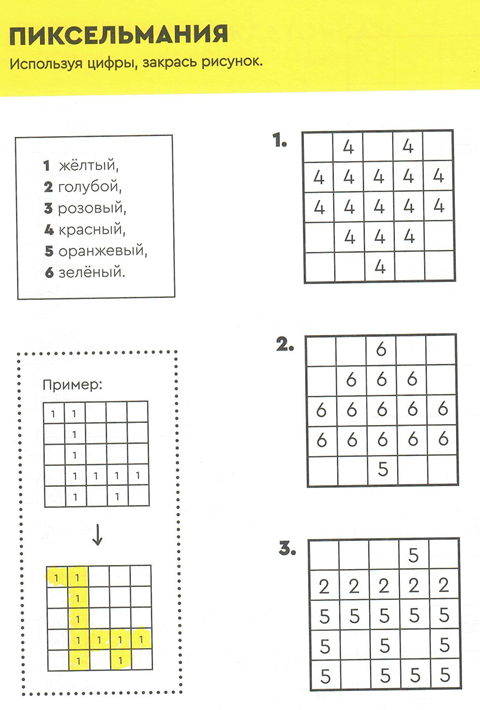 ПИКСЕЛЬМАНИЯ
Используя цифры, закрась рисунок.
1 жёлтый,
2 голубой,
3 розовый,
4 красный,
5 оранжевый,
6 зелёный.
Пример:
1 1
1
1
1 1 1 1
1 1
1 1
1
1
1 1 1 1
1 1
1.
4 4
4 4 4 4 4
4 4 4 4 4
4 4 4
4
2.
6
6 6 6
6 6 6 6 6
6 6 6 6 6
5
3.
5
2 2 2 2 2
5 5 5 5 5
5 5 5
5 5 5 5